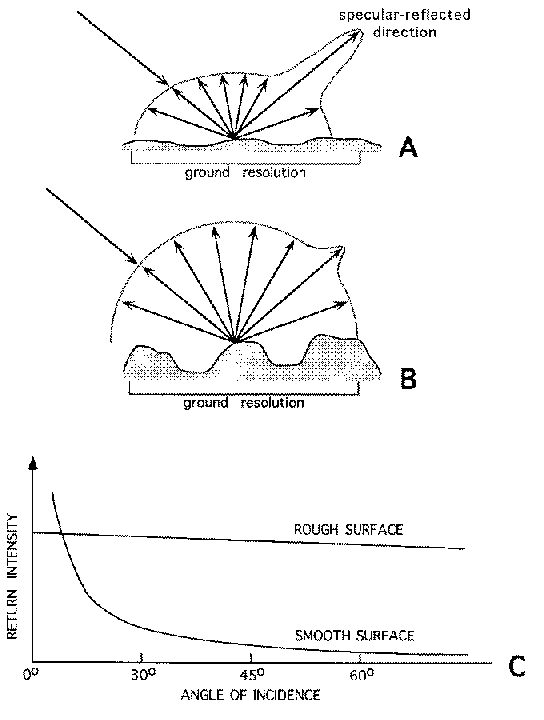 specular-reflected
direction
A
ground resolution
B
ground resolution
RETURN INTENSITY
ROUGH SURFACE
SMOOTH SURFACE
C
0° 30° 45° 60°
ANGLE OF INCIDENCE